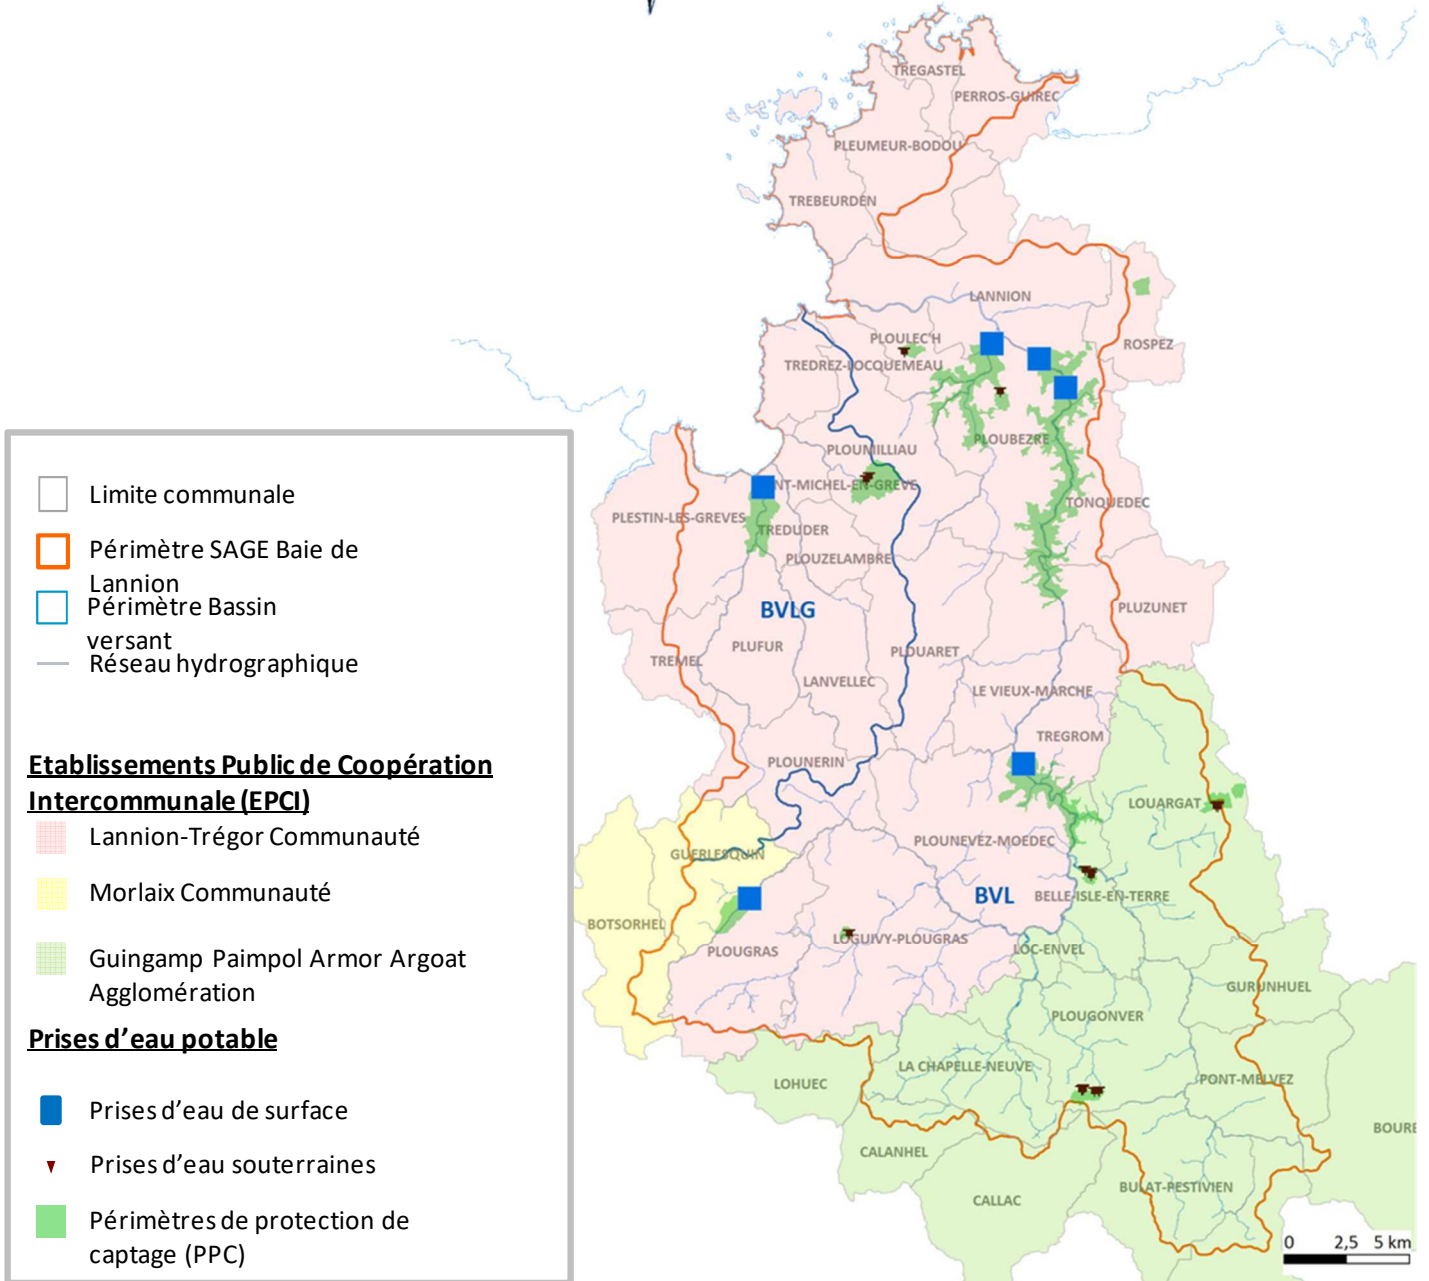 Limite communale
Périmètre SAGE Baie de
Lannion
Périmètre Bassin
versant
Réseau hydrographique
Etablissements Public de Coopération
Intercommunale (EPCI)
Lannion-Trégor Communauté
Morlaix Communauté
Guingamp Paimpol Armor Argoat
Agglomération
Prises d’eau potable
Prises d’eau de surface
Prises d’eau souterraines
Périmètres de protection de
captage (PPC)
TREGASTEL
PERROS-GUIREC
PLEUMEUR-BODOU
TREBEURDEN
LANNION
PLOULEC'H
ROSPEZ
TREDREZ-LOCQUEMEAU
PLOUBEZRE
PLOUMILLIAU
NT-MICHEL-EN-GREVE
TONQUEDEC
PLESTIN-LES-GREVES
TREDUDER
PLOUZELAMBRE
BVLG
PLUZUNET
PLUFUR
PLOUARET
TREMEL
LANVELLEC
LE VIEUX-MARCHE
TREGROM
PLOUNERIN
LOUARGAT
PLOUNEVEZ-MOEDEC
GUERLESQUIN
BVL
BELLE-ISLE-EN-TERRE
BOTSORHEL
LOGUIVY-PLOUGRAS
PLOUGRAS
LOC-ENVEL
GURUNHUEL
PLOUGONVER
LA CHAPELLE-NEUVE
PONT-MELVEZ
LOHUEC
BOURB
CALANHEL
BULAT-PESTIVIEN
CALLAC
0 2,5 5 km